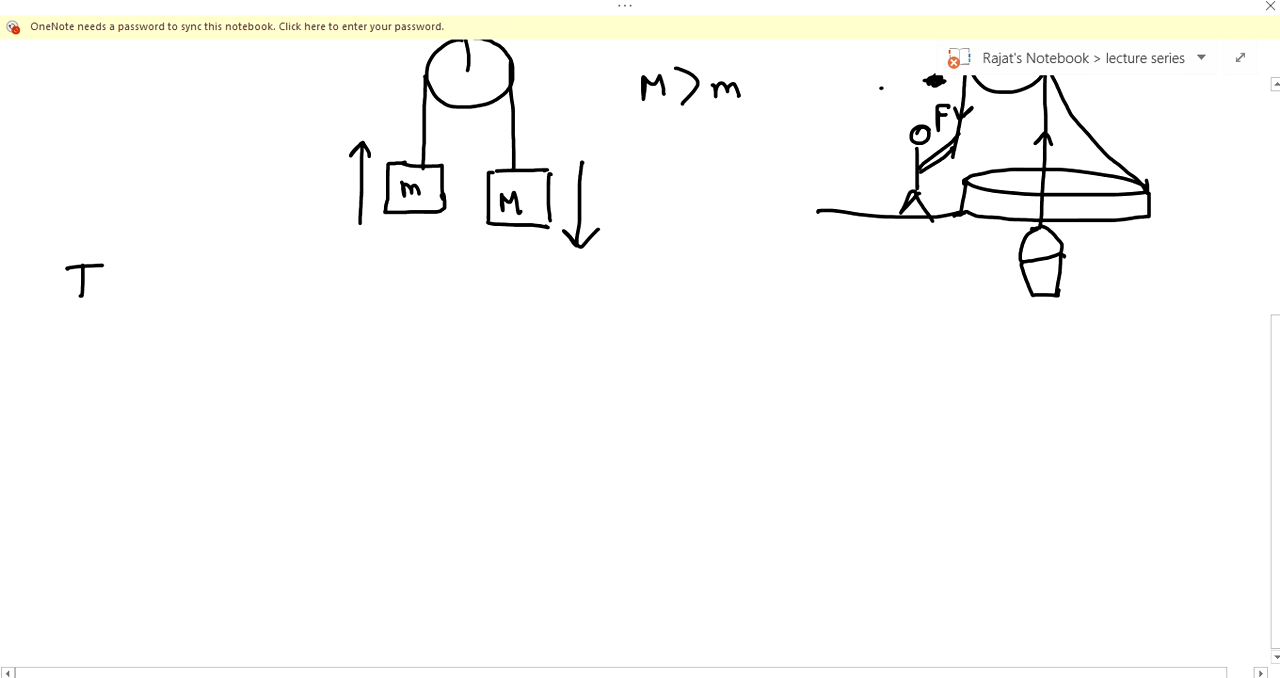 OneNote needs a password to sync this notebook. Click here to enter your password.
Rajat's Notebook > lecture series
M > m
F
m
M
T